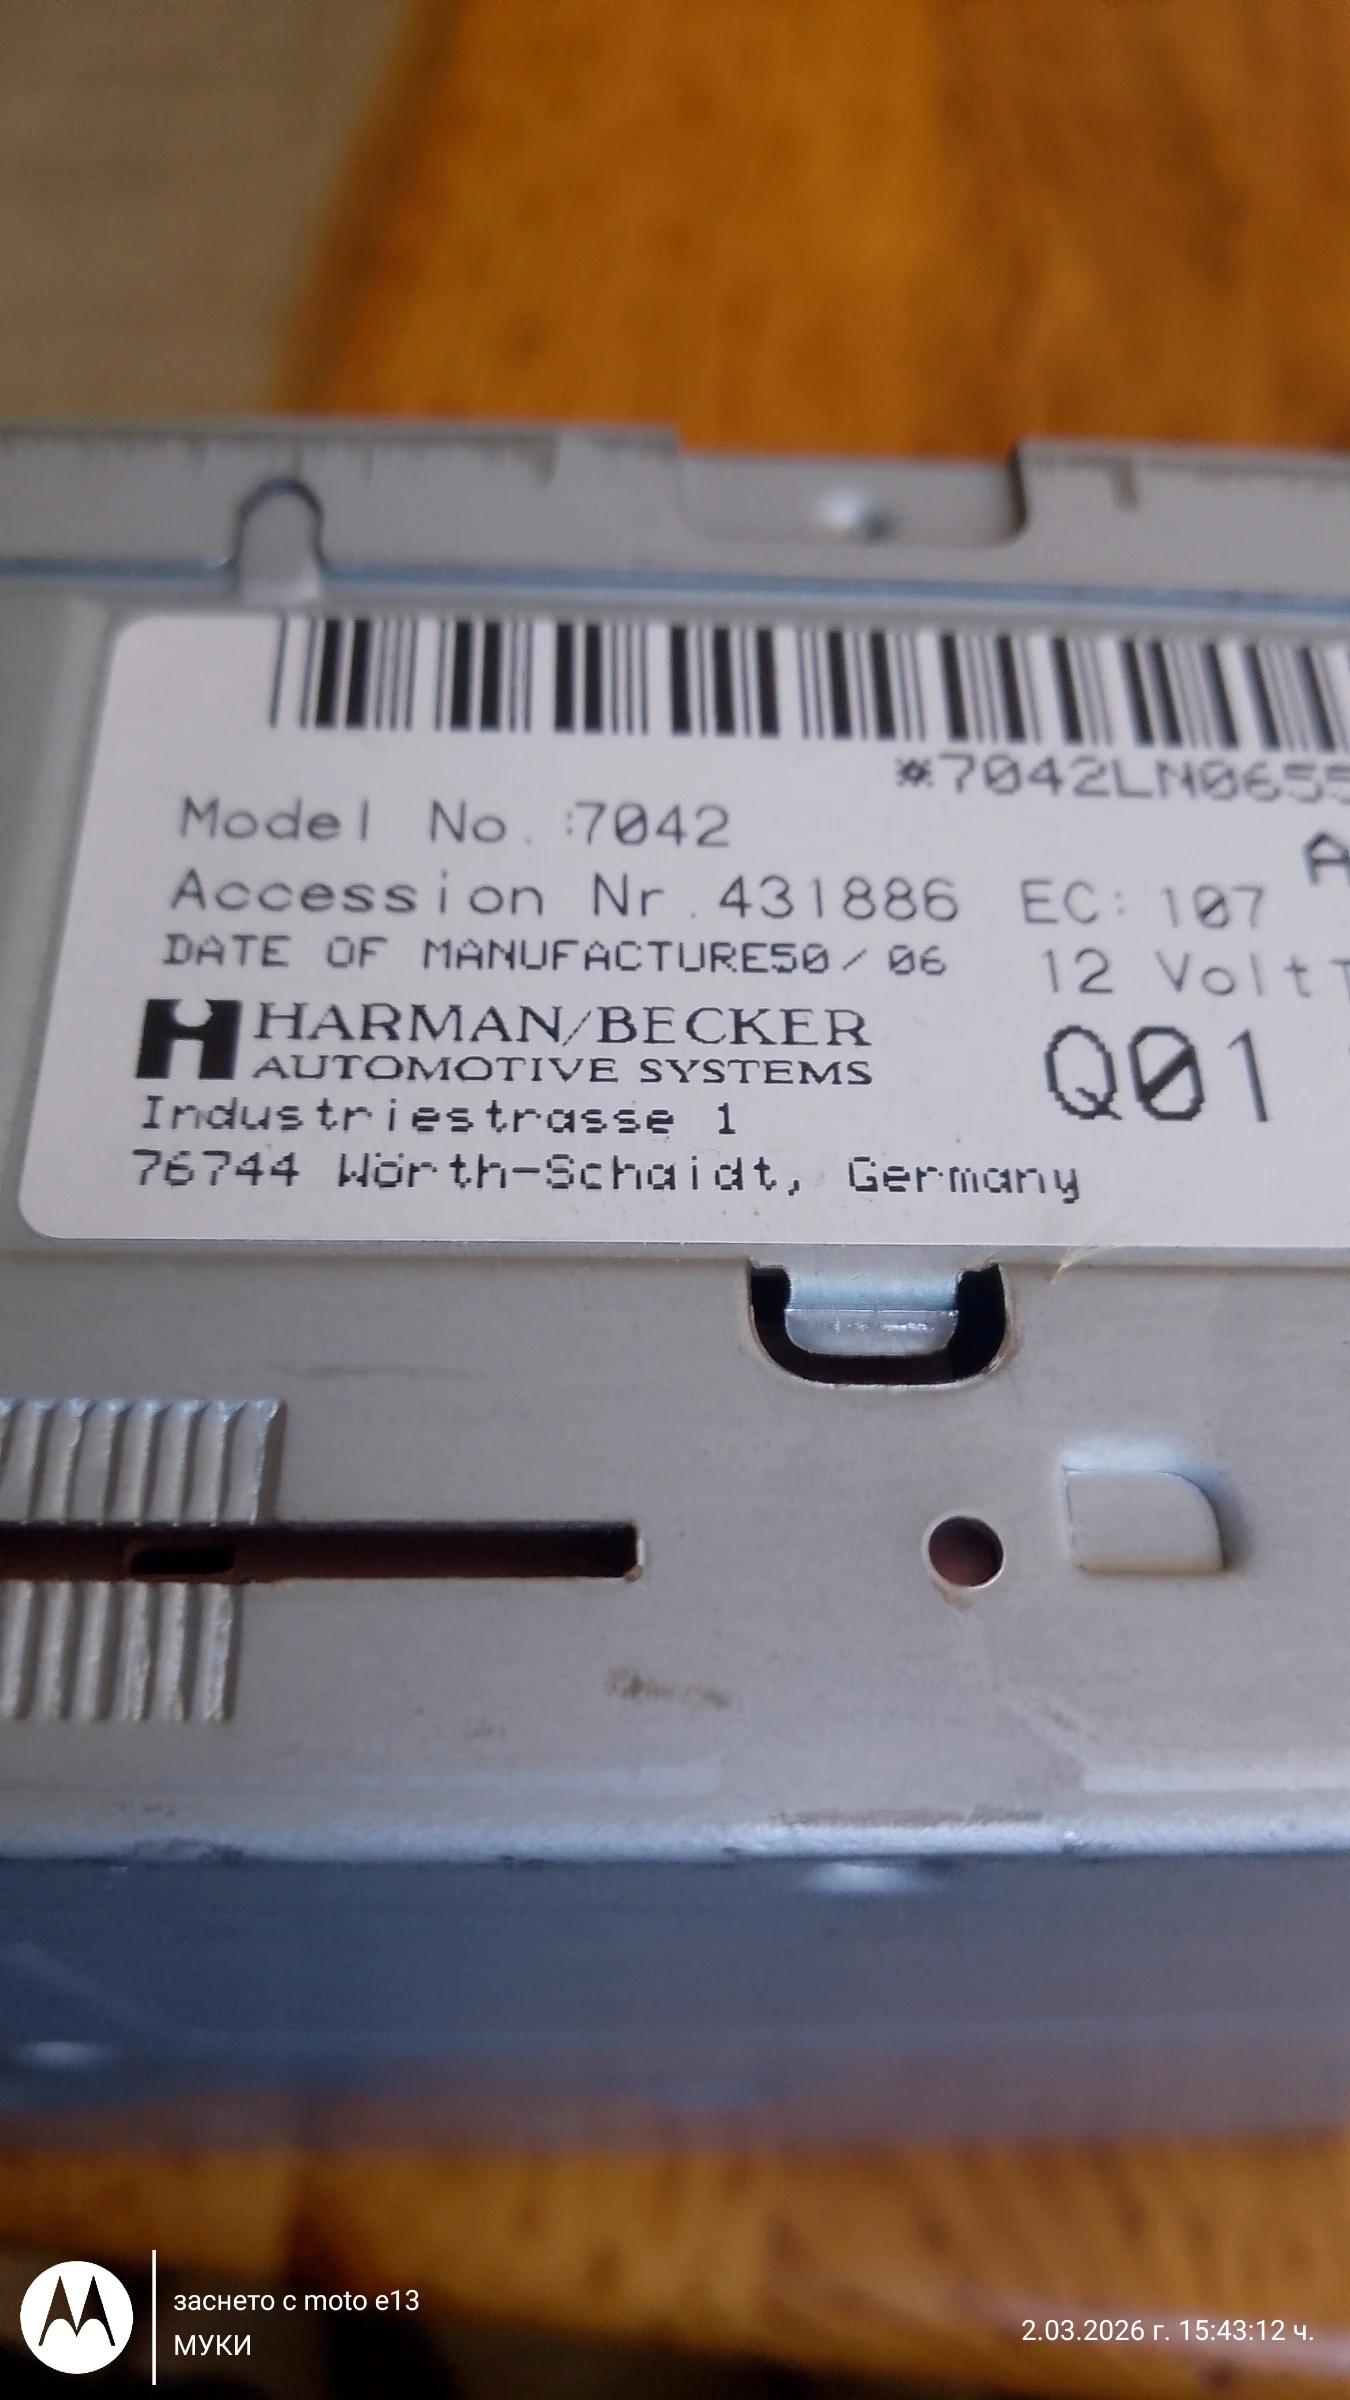 *7042LM0655
Model No.:7042
A
Accession Nr.431886 EC: 107
DATE OF MANUFACTURE50/06
12 Volt
HARMAN/BECKER
AUTOMOTIVE SYSTEMS
Q01
Industriestrasse 1
76744 Wörth-Schaidt, Germany
заснето с moto e13
МУКИ
2.03.2026 г. 15:43:12 ч.